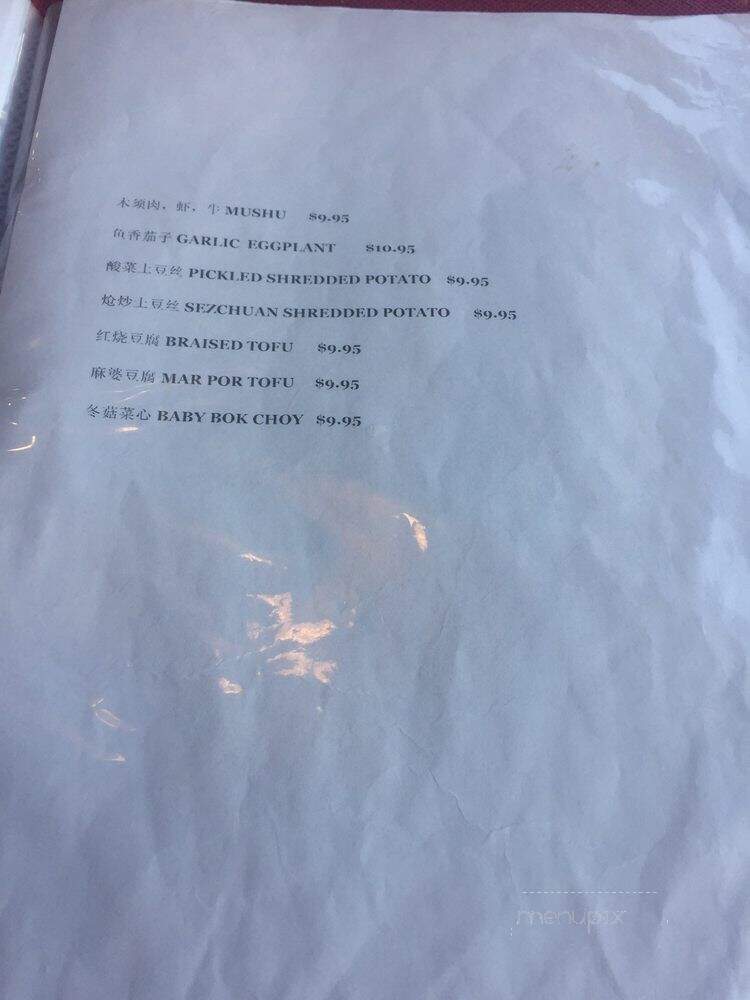 木须肉，虾，牛 MUSHU $9.95
鱼香茄子 GARLIC EGGPLANT $10.95
酸菜土豆丝 PICKLED SHREDDED POTATO $9.95
炝炒土豆丝 SEZCHUAN SHREDDED POTATO $9.95
红烧豆腐 BRAISED TOFU $9.95
麻婆豆腐 MAR POR TOFU $9.95
冬菇菜心 BABY BOK CHOY $9.95
menupix